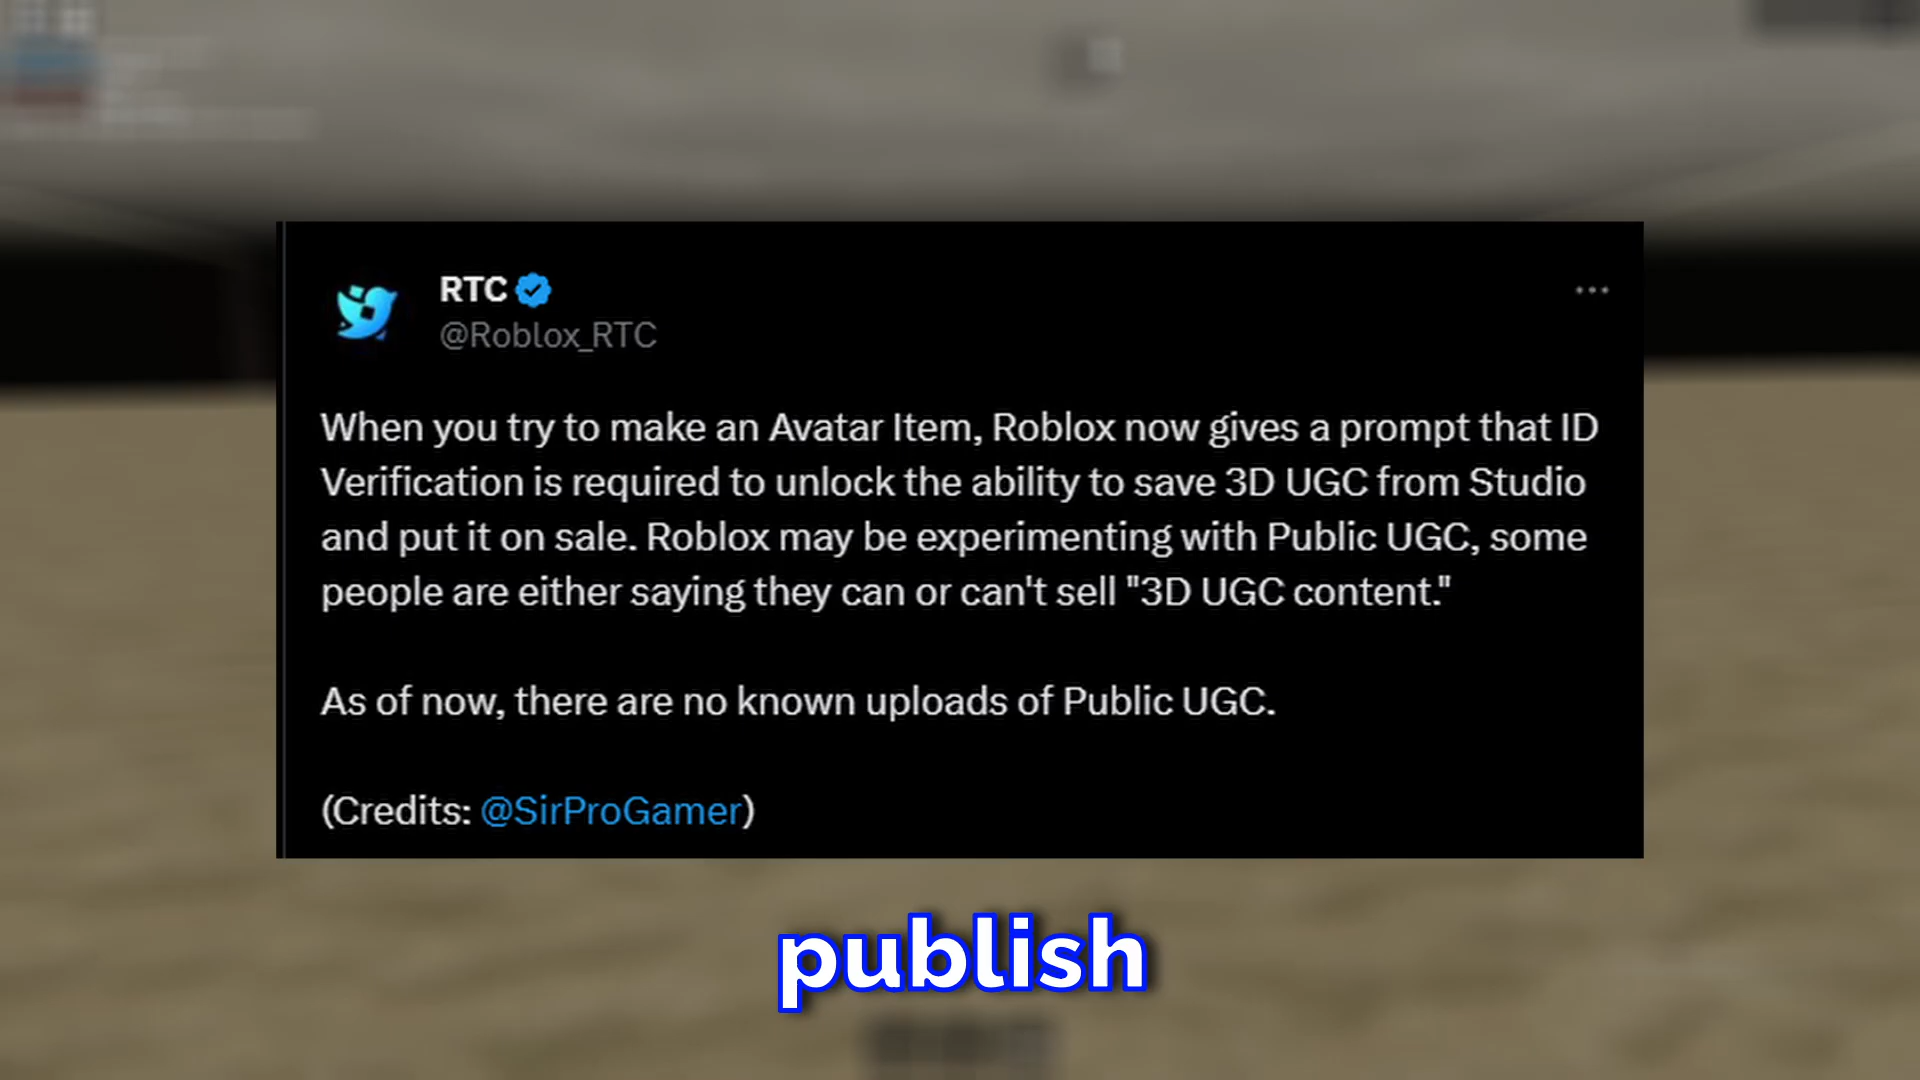 RTC
@Roblox_RTC
When you try to make an Avatar Item, Roblox now gives a prompt that ID
Verification is required to unlock the ability to save 3D UGC from Studio
and put it on sale. Roblox may be experimenting with Public UGC, some
people are either saying they can or can't sell "3D UGC content."
As of now, there are no known uploads of Public UGC.
(Credits: @SirProGamer)
publish